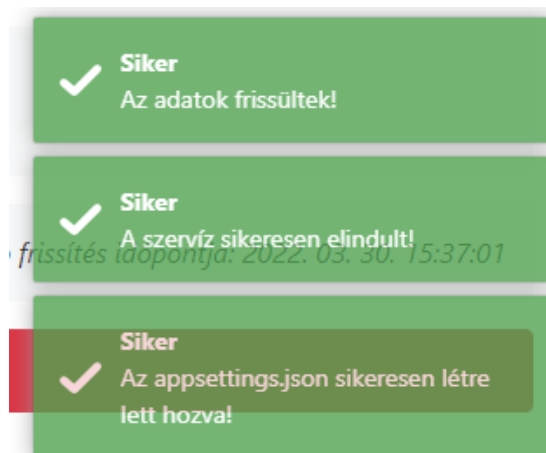 Siker
Az adatok frissültek!
Siker
A szervíz sikeresen elindult!
frissítés időpontja: 2022. 03. 30. 15:37:01
Siker
Az appsettings.json sikeresen létre
lett hozva!